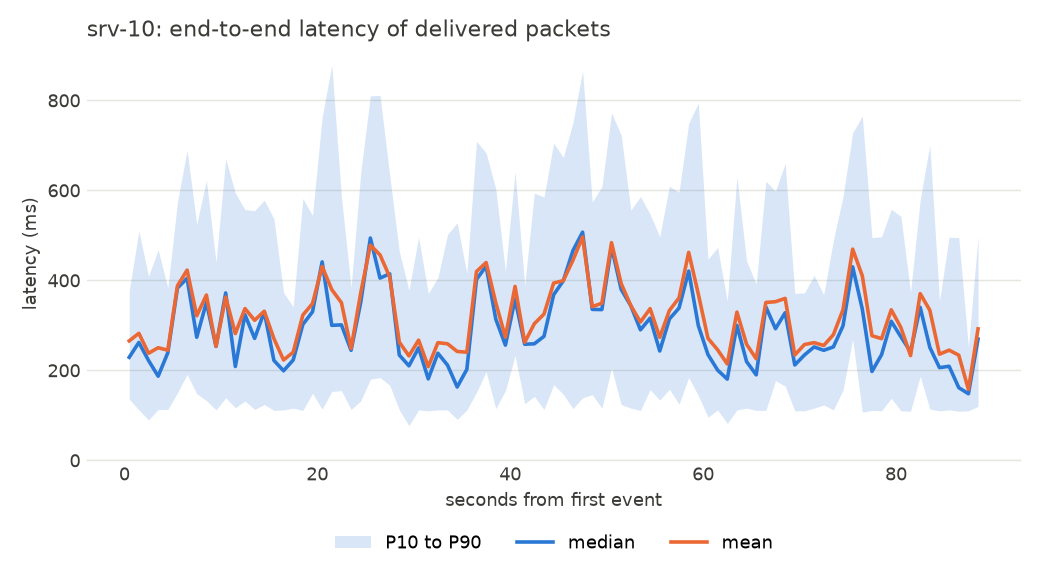 srv-10: end-to-end latency of delivered packets
latency (ms)
800
600
400
200
0
0 20 40 60 80
seconds from first event
P10 to P90 median mean